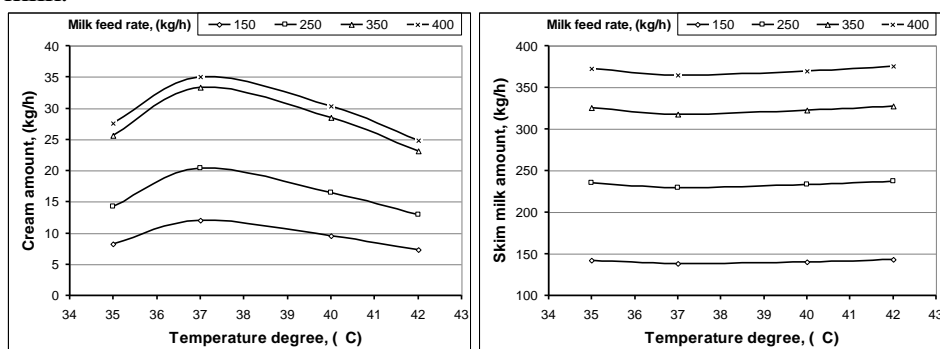 Milk feed rate, (kg/h) 150 250 350 400
Cream amount, (kg/h)
40
35
30
25
20
15
10
5
0
34 35 36 37 38 39 40 41 42 43
Temperature degree, ( C)
Milk feed rate, (kg/h) 150 250 350 400
Skim milk amount, (kg/h)
400
350
300
250
200
150
100
34 35 36 37 38 39 40 41 42 43
Temperature degree, ( C)